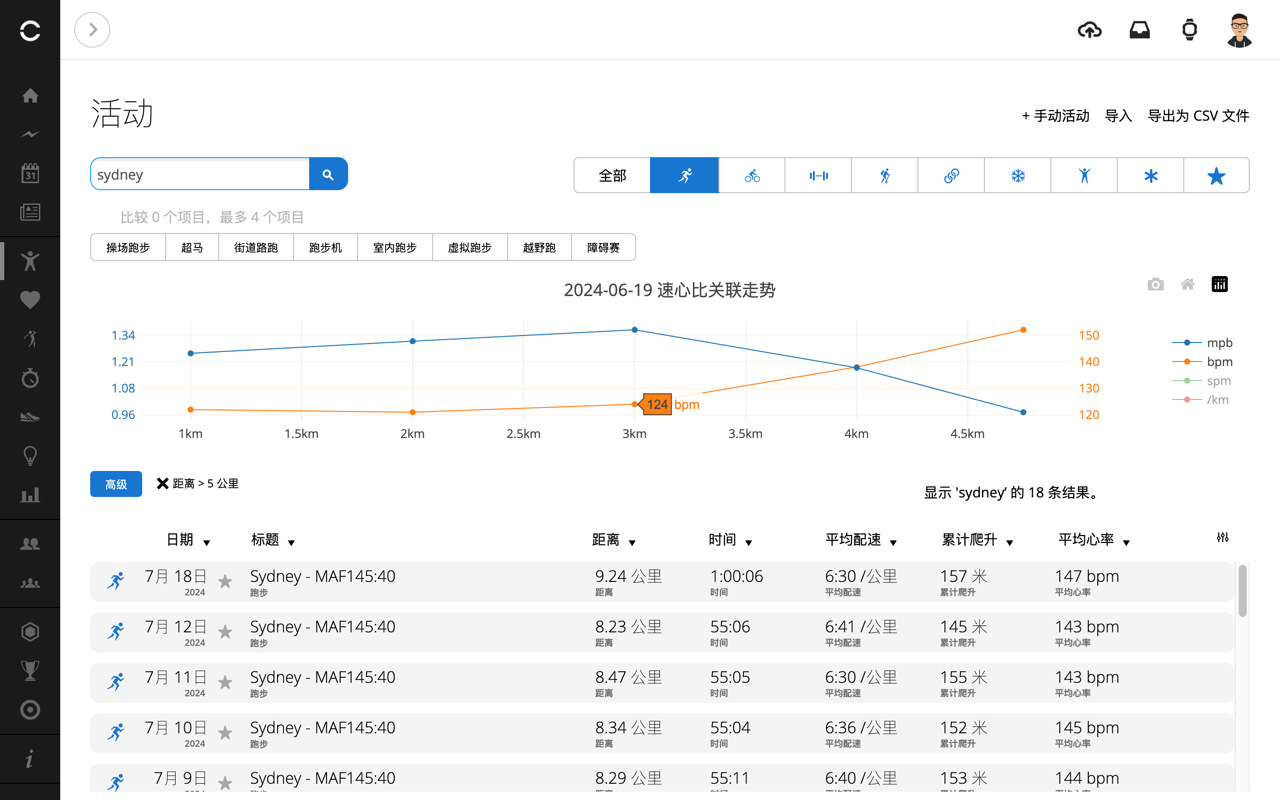 活动
+ 手动活动 导入 导出为 CSV 文件
sydney
全部
比较 0 个项目，最多 4 个项目
操场跑步 超马 街道路跑 跑步机 室内跑步 虚拟跑步 越野跑 障碍赛
31
2024-06-19 速心比关联走势
1.34
1.21
1.08
0.96
150
140
130
120
124 bpm
1km 1.5km 2km 2.5km 3km 3.5km 4km 4.5km
mpb
bpm
spm
/km
高级 距离 > 5 公里
显示 'sydney‘ 的 18 条结果。
日期 标题 距离 时间 平均配速 累计爬升 平均心率
7月 18日 Sydney - MAF145:40 9.24 公里 1:00:06 6:30 /公里 157 米 147 bpm
2024 跑步 距离 时间 平均配速 累计爬升 平均心率
7月 12日 Sydney - MAF145:40 8.23 公里 55:06 6:41 /公里 145 米 143 bpm
2024 跑步 距离 时间 平均配速 累计爬升 平均心率
7月 11日 Sydney - MAF145:40 8.47 公里 55:05 6:30 /公里 155 米 143 bpm
2024 跑步 距离 时间 平均配速 累计爬升 平均心率
7月 10日 Sydney - MAF145:40 8.34 公里 55:04 6:36 /公里 152 米 145 bpm
2024 跑步 距离 时间 平均配速 累计爬升 平均心率
7月 9日 Sydney - MAF145:40 8.29 公里 55:11 6:40 /公里 153 米 144 bpm